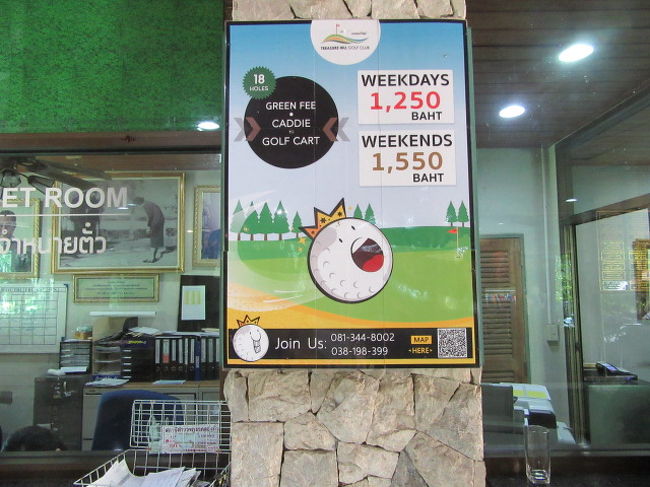 TREASURE HILL GOLF CLUB
18
HOLES
GREEN FEE
CADDIE
GOLF CART
WEEKDAYS
1,250
BAHT
WEEKENDS
1,550
BAHT
ET ROOM
จำหน่ายตั๋ว
Join Us: 081-344-8002
038-198-399
MAP
HERE